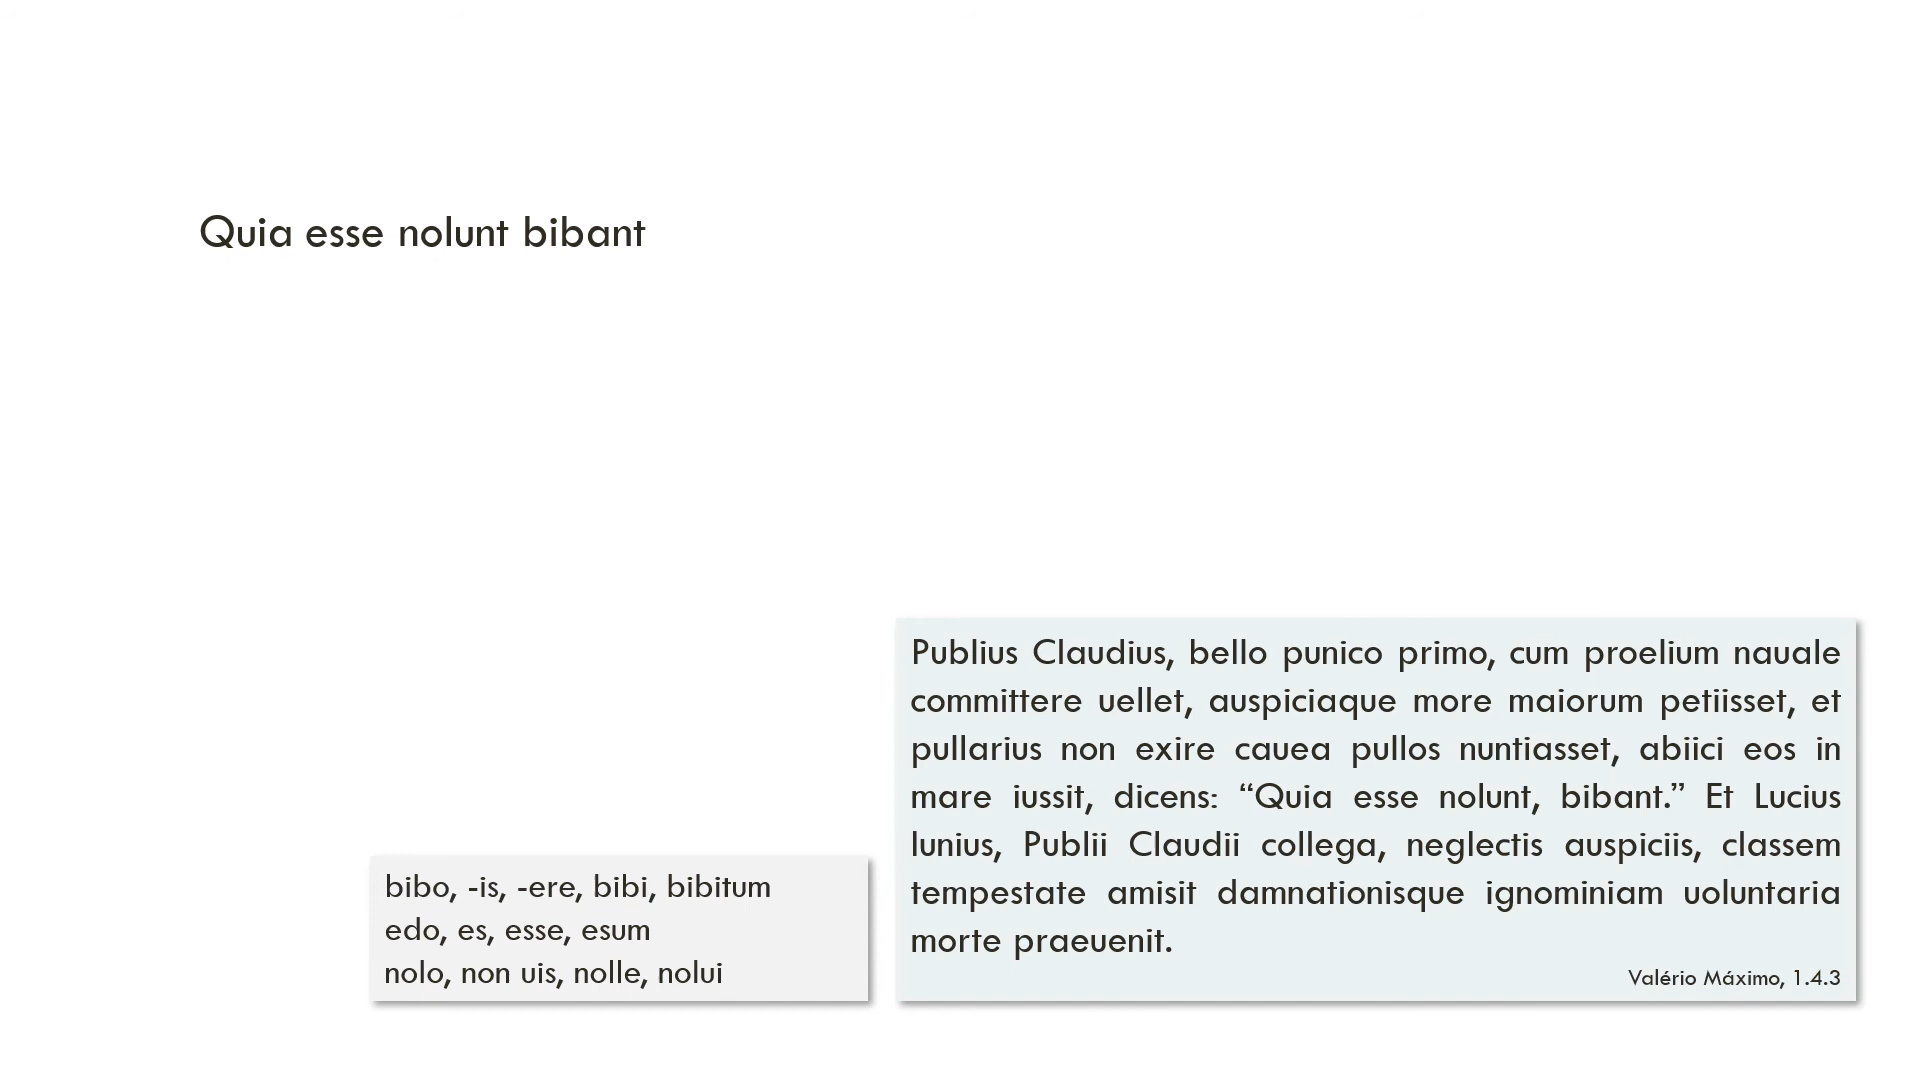 Quia esse nolunt bibant
bibo, -is, -ere, bibi, bibitum
edo, es, esse, esum
nolo, non uis, nolle, nolui
Publius Claudius, bello punico primo, cum proelium nauale
committere uellet, auspiciaque more maiorum petiisset, et
pullarius non exire cauea pullos nuntiasset, abiici eos in
mare iussit, dicens: “Quia esse nolunt, bibant.” Et Lucius
Iunius, Publii Claudii collega, neglectis auspiciis, classem
tempestate amisit damnationisque ignominiam uoluntaria
morte praeuenit.
Valério Máximo, 1.4.3